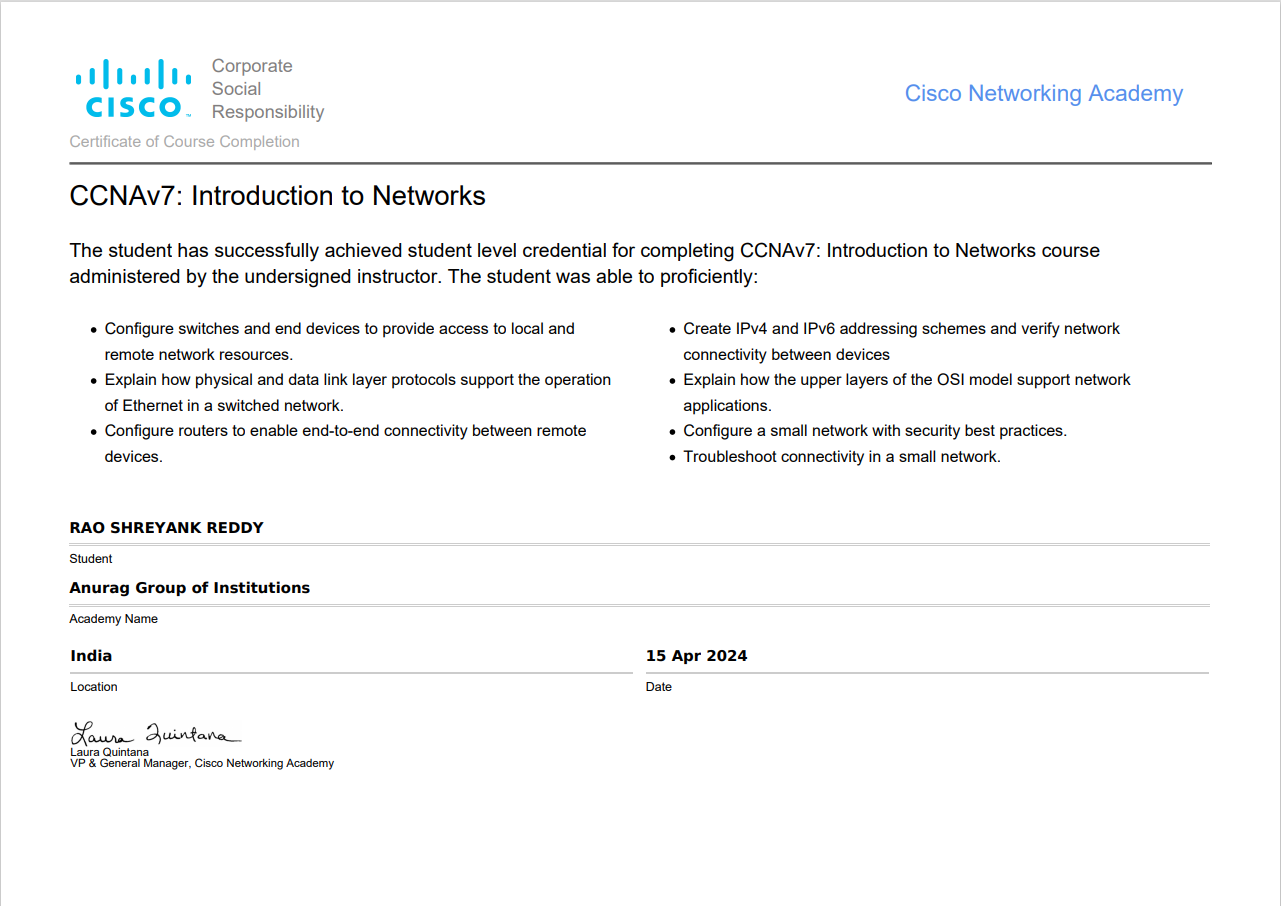 Corporate
Social
Responsibility
CISCO™
Cisco Networking Academy
Certificate of Course Completion
CCNAv7: Introduction to Networks
The student has successfully achieved student level credential for completing CCNAv7: Introduction to Networks course
administered by the undersigned instructor. The student was able to proficiently:
• Configure switches and end devices to provide access to local and
remote network resources.
• Explain how physical and data link layer protocols support the operation
of Ethernet in a switched network.
• Configure routers to enable end-to-end connectivity between remote
devices.
• Create IPv4 and IPv6 addressing schemes and verify network
connectivity between devices
• Explain how the upper layers of the OSI model support network
applications.
• Configure a small network with security best practices.
• Troubleshoot connectivity in a small network.
RAO SHREYANK REDDY
Student
Anurag Group of Institutions
Academy Name
India
Location
15 Apr 2024
Date
Laura Quintana
Laura Quintana
VP & General Manager, Cisco Networking Academy